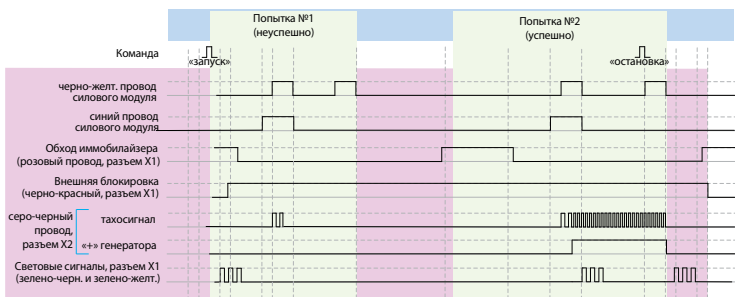 Попытка №1
(неуспешно)
Попытка №2
(успешно)
Команда
«запуск»
«остановка»
черно-желт. провод
силового модуля
синий провод
силового модуля
Обход иммобилайзера
(розовый провод, разъем X1)
Внешняя блокировка
(черно-красный, разъем X1)
серо-черный
провод,
разъем X2
тахосигнал
«+» генератора
Световые сигналы, разъем X1
(зелено-черн. и зелено-желт.)